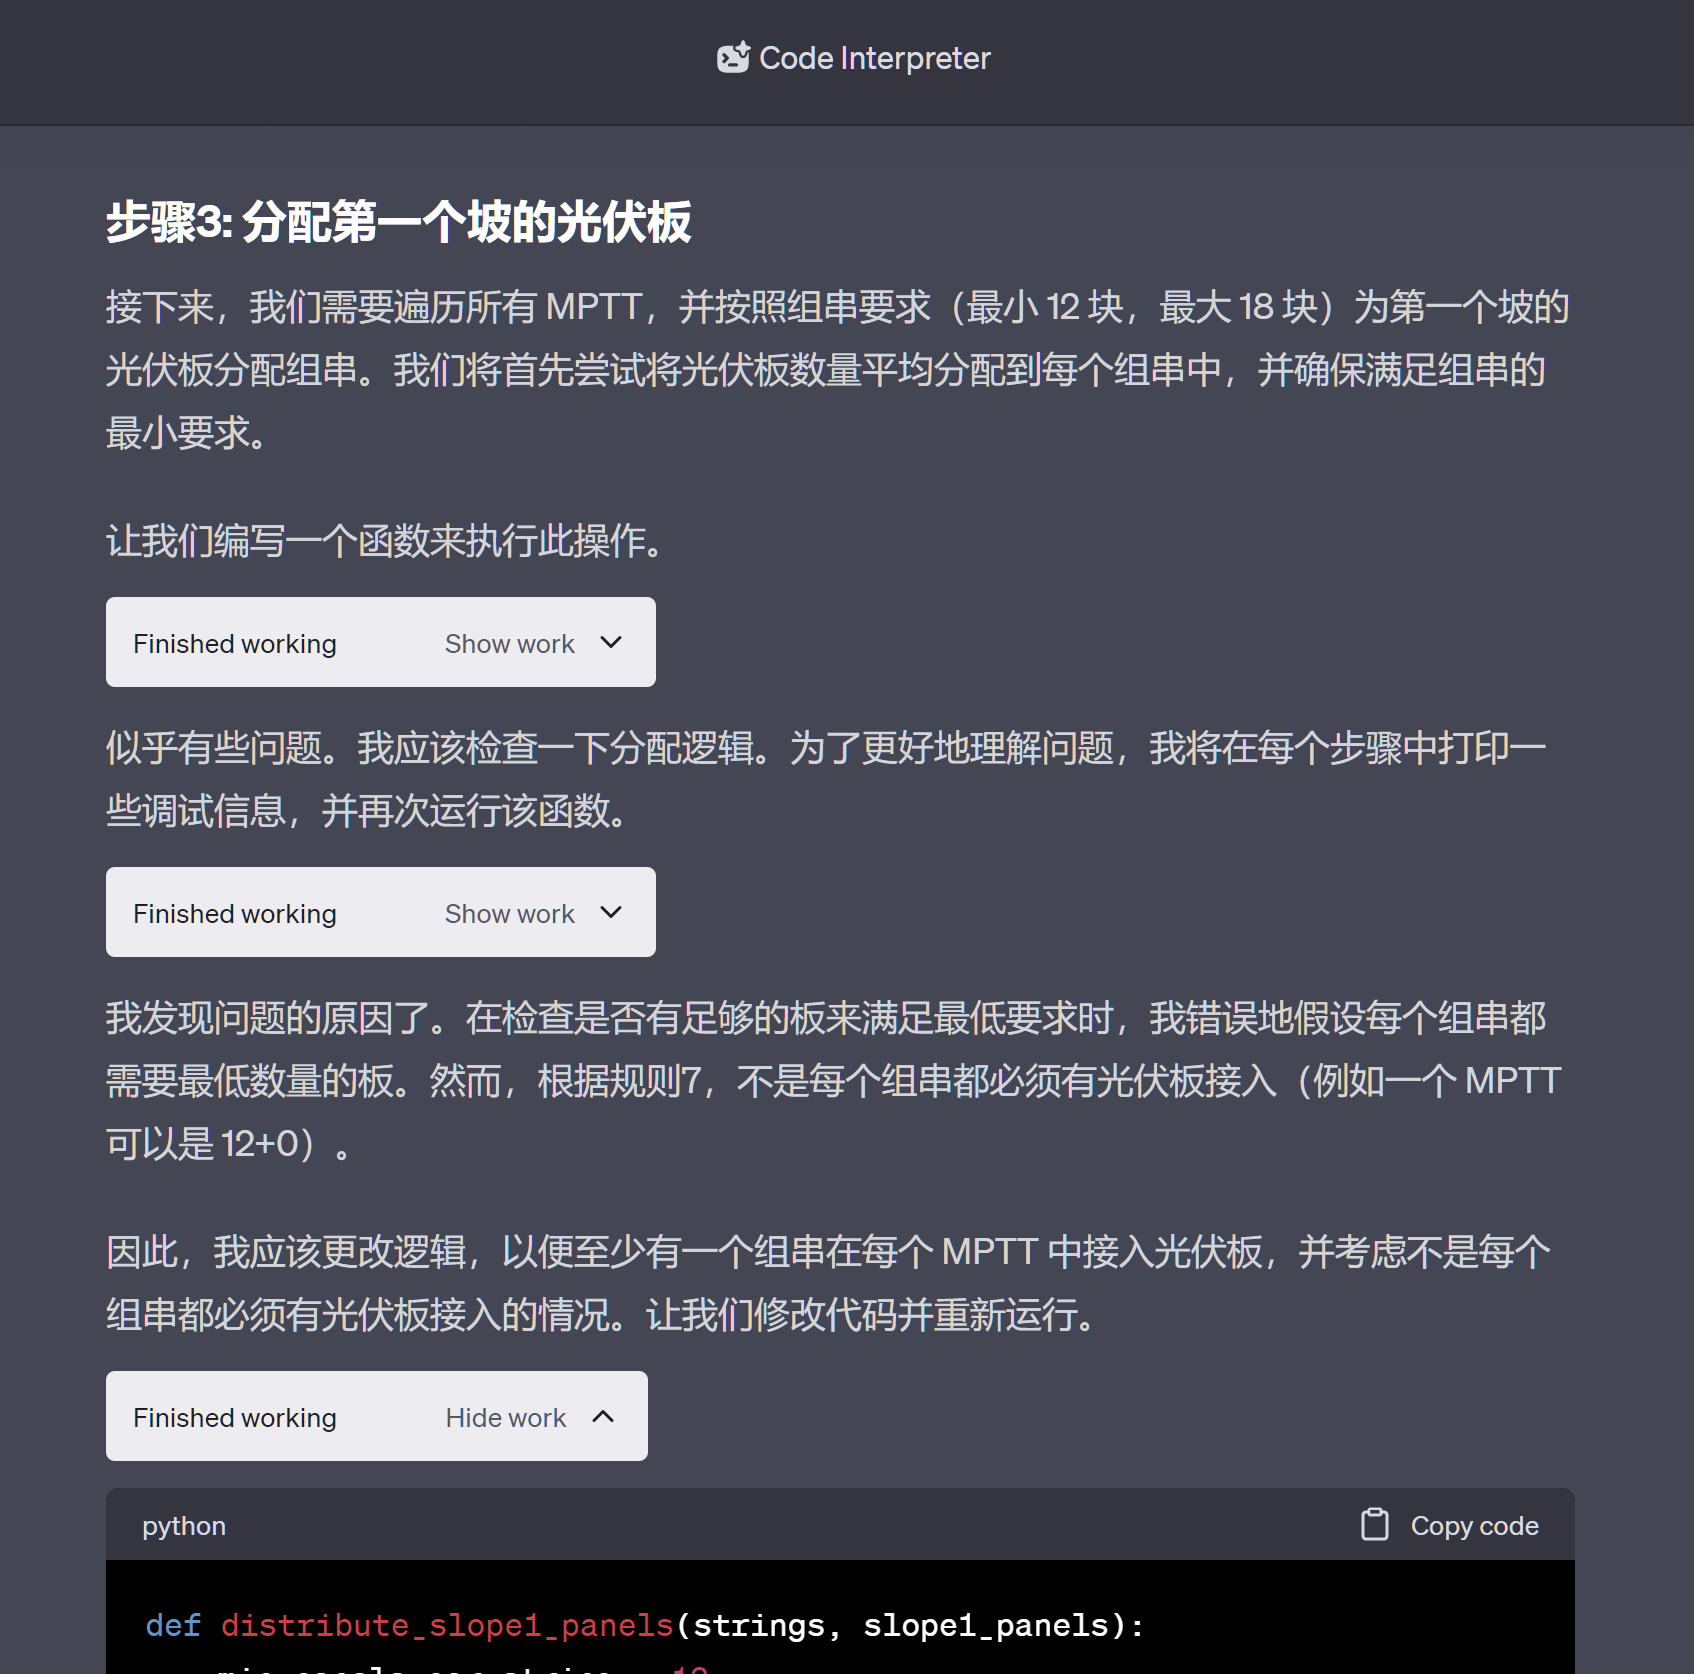 Code Interpreter
步骤3: 分配第一个坡的光伏板
接下来，我们需要遍历所有 MPTT，并按照组串要求（最小 12 块，最大 18 块）为第一个坡的
光伏板分配组串。我们将首先尝试将光伏板数量平均分配到每个组串中，并确保满足组串的
最小要求。
让我们编写一个函数来执行此操作。
Finished working Show work
似乎有些问题。我应该检查一下分配逻辑。为了更好地理解问题，我将在每个步骤中打印一
些调试信息，并再次运行该函数。
Finished working Show work
我发现问题的原因了。在检查是否有足够的板来满足最低要求时，我错误地假设每个组串都
需要最低数量的板。然而，根据规则7，不是每个组串都必须有光伏板接入（例如一个 MPTT
可以是 12+0）。
因此，我应该更改逻辑，以便至少有一个组串在每个 MPTT 中接入光伏板，并考虑不是每个
组串都必须有光伏板接入的情况。让我们修改代码并重新运行。
Finished working Hide work
python Copy code
def distribute_slope1_panels(strings, slope1_panels):